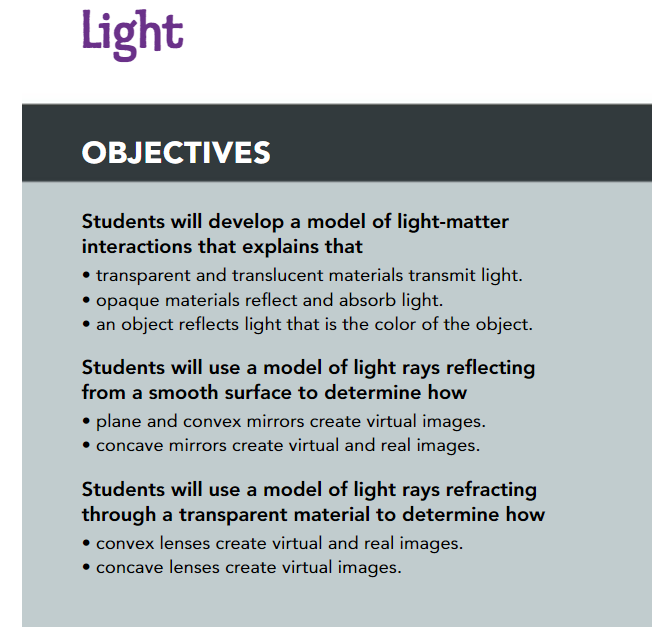 Light
OBJECTIVES
Students will develop a model of light-matter
interactions that explains that
• transparent and translucent materials transmit light.
• opaque materials reflect and absorb light.
• an object reflects light that is the color of the object.
Students will use a model of light rays reflecting
from a smooth surface to determine how
• plane and convex mirrors create virtual images.
• concave mirrors create virtual and real images.
Students will use a model of light rays refracting
through a transparent material to determine how
• convex lenses create virtual and real images.
• concave lenses create virtual images.